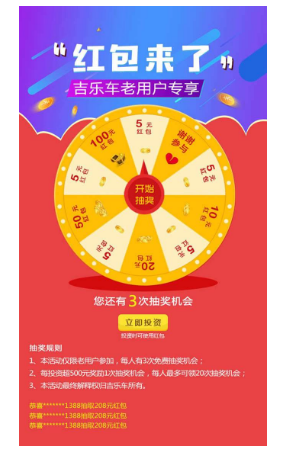 “红包来了”
吉乐车老用户专享
5元
红包
谢谢
参与
100元
红包
5元
红包
5元
红包
50元
红包
10元
红包
5元
红包
20元
红包
开始
抽奖
您还有3次抽奖机会
立即投资
投资时可使用红包
抽奖规则
1、本活动仅限老用户参加，每人有3次免费抽奖机会；
2、每投资超500元奖励1次抽奖机会，每人最多可领20次抽奖机会；
3、本活动最终解释权归吉乐车所有。
恭喜*******1388抽取208元红包
恭喜*******1388抽取208元红包
恭喜*******1388抽取208元红包